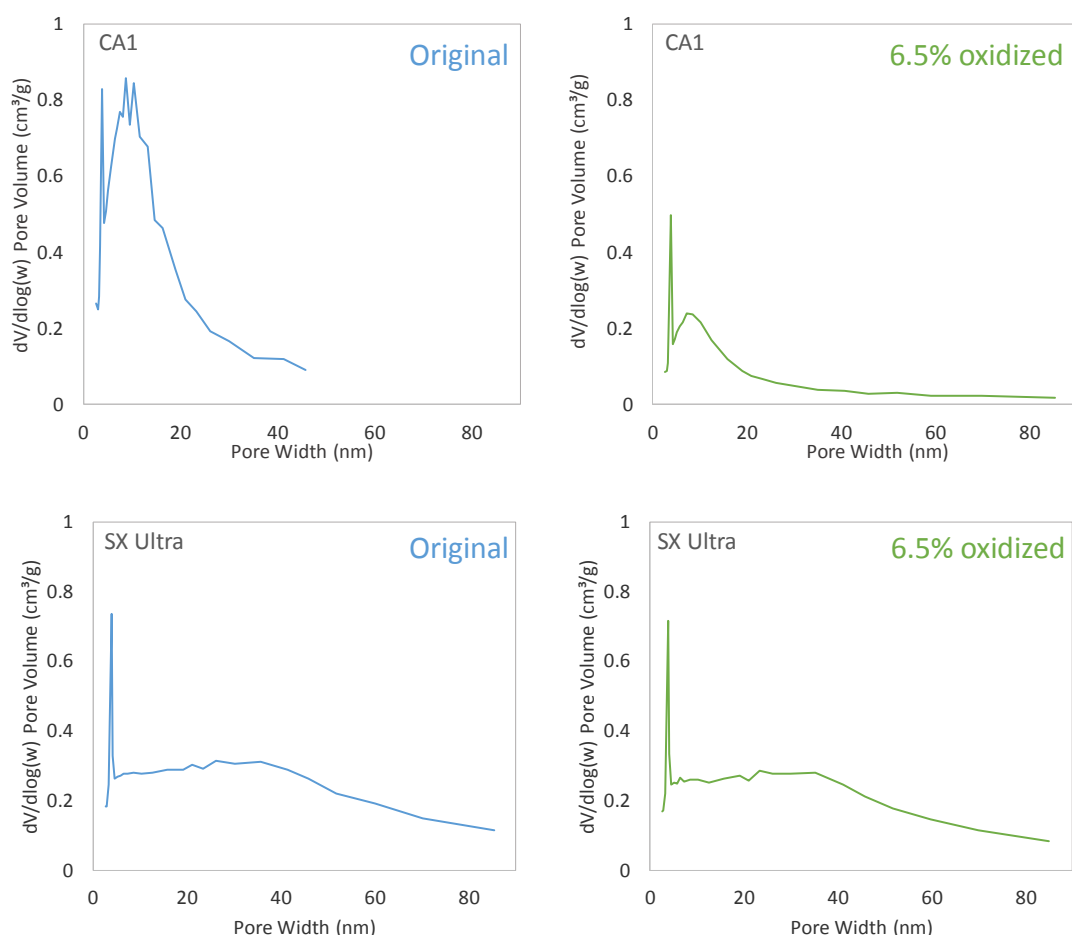 CA1
Original
dV/dlog(w) Pore Volume (cm³/g)
1
0.8
0.6
0.4
0.2
0
0 20 40 60 80
Pore Width (nm)
CA1
6.5% oxidized
dV/dlog(w) Pore Volume (cm³/g)
1
0.8
0.6
0.4
0.2
0
0 20 40 60 80
Pore Width (nm)
SX Ultra
Original
dV/dlog(w) Pore Volume (cm³/g)
1
0.8
0.6
0.4
0.2
0
0 20 40 60 80
Pore Width (nm)
SX Ultra
6.5% oxidized
dV/dlog(w) Pore Volume (cm³/g)
1
0.8
0.6
0.4
0.2
0
0 20 40 60 80
Pore Width (nm)